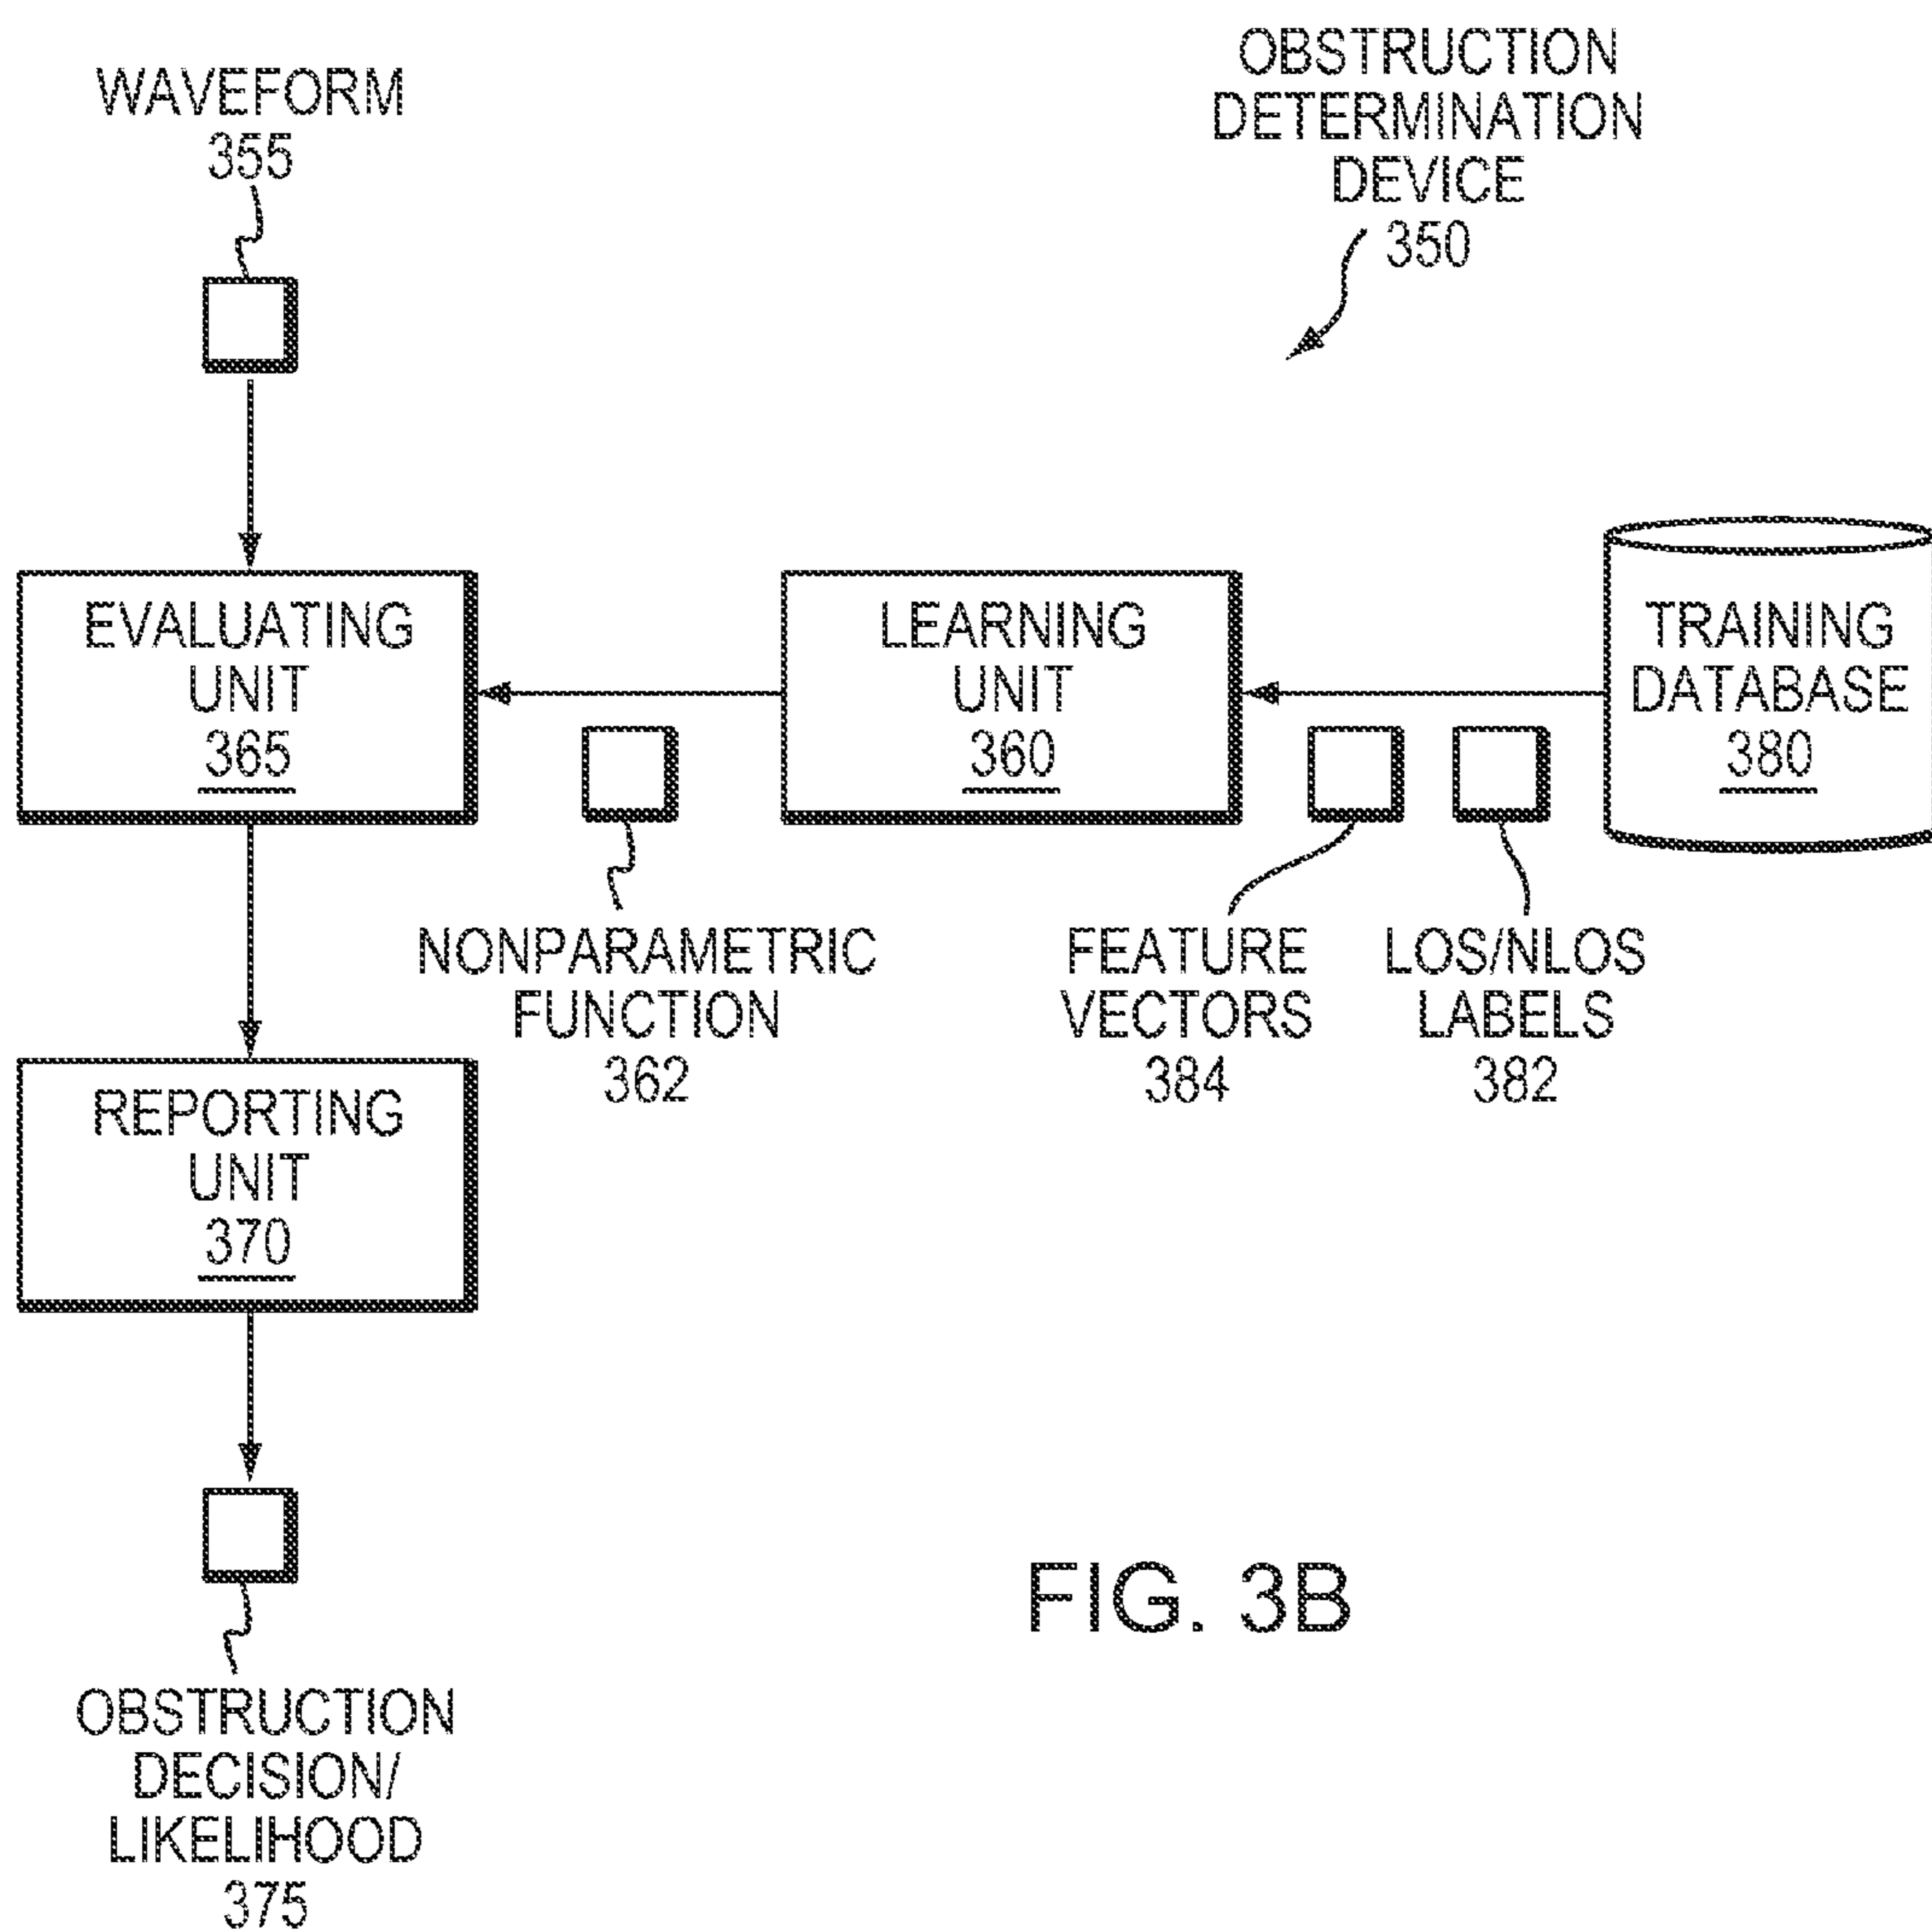 WAVEFORM
355
OBSTRUCTION
DETERMINATION
DEVICE
350
EVALUATING
UNIT
365
LEARNING
UNIT
360
TRAINING
DATABASE
380
NONPARAMETRIC
FUNCTION
362
FEATURE
VECTORS
384
LOS/NLOS
LABELS
382
REPORTING
UNIT
370
OBSTRUCTION
DECISION/
LIKELIHOOD
375
FIG. 3B